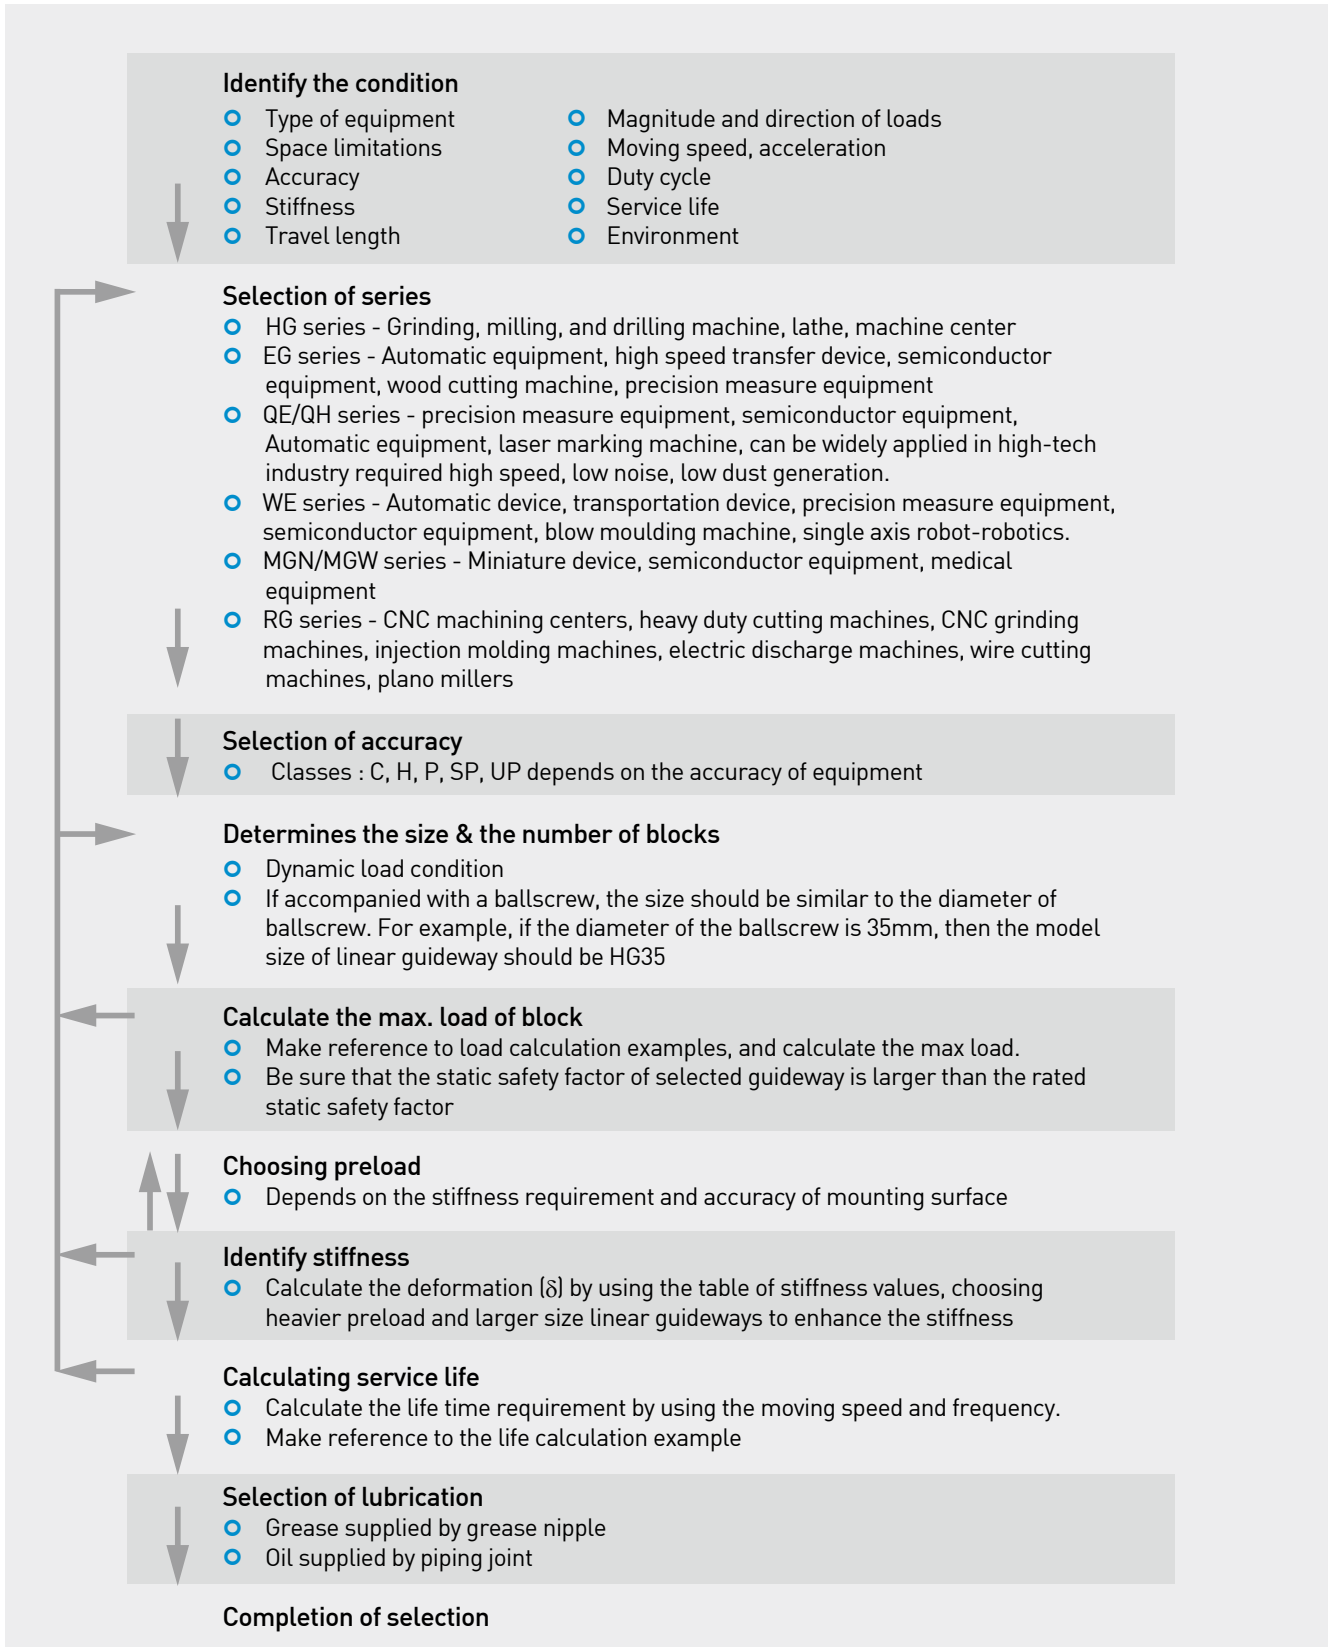 Identify the condition
Type of equipment
Space limitations
Accuracy
Stiffness
Travel length
Magnitude and direction of loads
Moving speed, acceleration
Duty cycle
Service life
Environment
Selection of series
HG series - Grinding, milling, and drilling machine, lathe, machine center
EG series - Automatic equipment, high speed transfer device, semiconductor
equipment, wood cutting machine, precision measure equipment
QE/QH series - precision measure equipment, semiconductor equipment,
Automatic equipment, laser marking machine, can be widely applied in high-tech
industry required high speed, low noise, low dust generation.
WE series - Automatic device, transportation device, precision measure equipment,
semiconductor equipment, blow moulding machine, single axis robot-robotics.
MGN/MGW series - Miniature device, semiconductor equipment, medical
equipment
RG series - CNC machining centers, heavy duty cutting machines, CNC grinding
machines, injection molding machines, electric discharge machines, wire cutting
machines, plano millers
Selection of accuracy
Classes : C, H, P, SP, UP depends on the accuracy of equipment
Determines the size & the number of blocks
Dynamic load condition
If accompanied with a ballscrew, the size should be similar to the diameter of
ballscrew. For example, if the diameter of the ballscrew is 35mm, then the model
size of linear guideway should be HG35
Calculate the max. load of block
Make reference to load calculation examples, and calculate the max load.
Be sure that the static safety factor of selected guideway is larger than the rated
static safety factor
Choosing preload
Depends on the stiffness requirement and accuracy of mounting surface
Identify stiffness
Calculate the deformation (δ) by using the table of stiffness values, choosing
heavier preload and larger size linear guideways to enhance the stiffness
Calculating service life
Calculate the life time requirement by using the moving speed and frequency.
Make reference to the life calculation example
Selection of lubrication
Grease supplied by grease nipple
Oil supplied by piping joint
Completion of selection